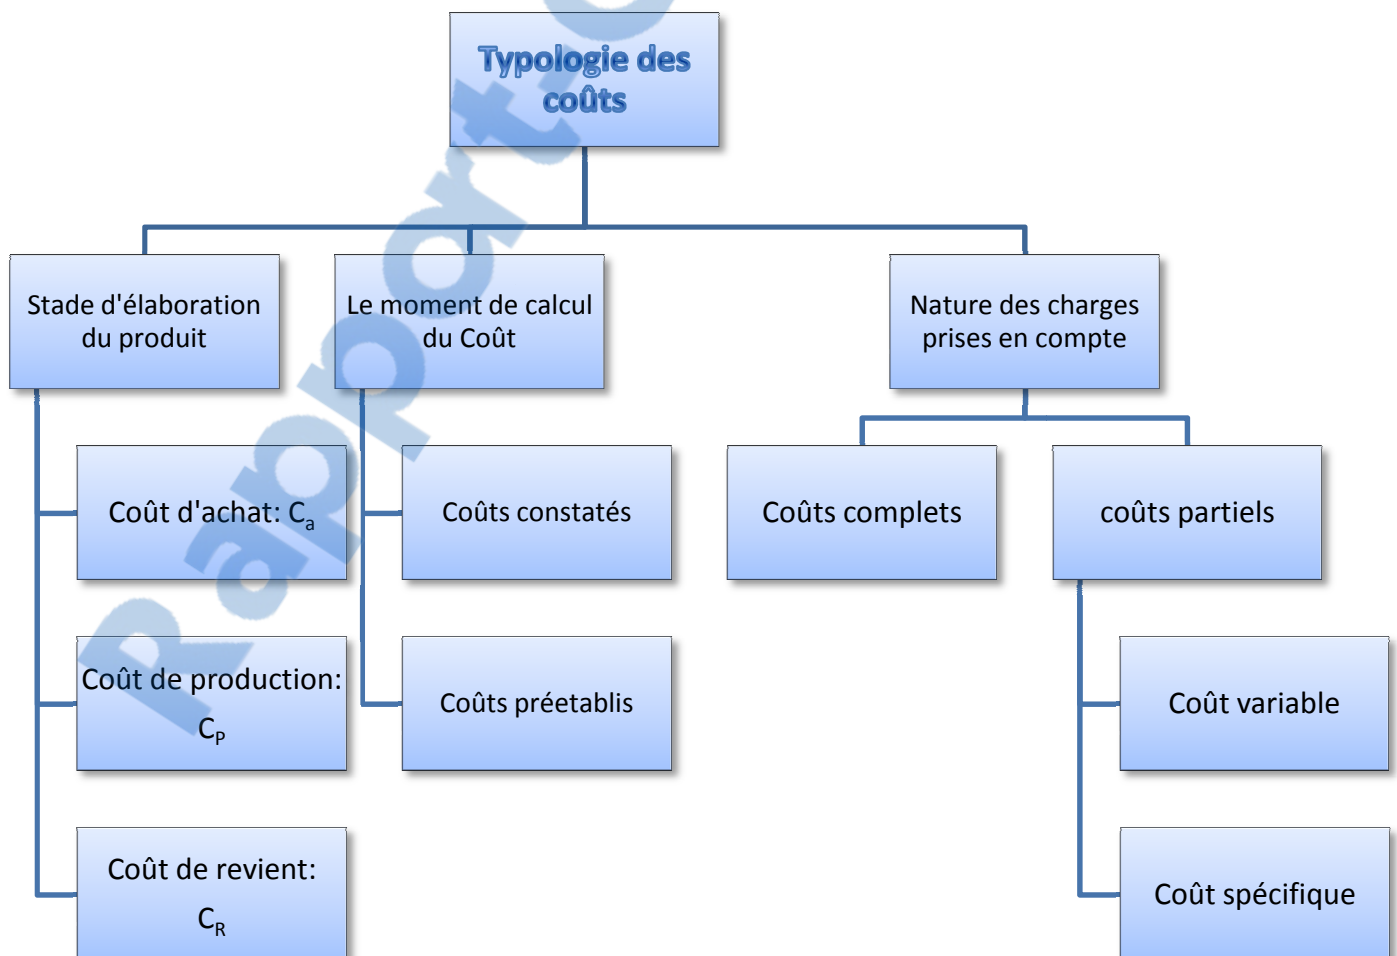 Typologie des
coûts
Stade d'élaboration
du produit
Le moment de calcul
du Coût
Nature des charges
prises en compte
Coût d'achat: Ca
Coûts constatés
Coûts complets
coûts partiels
Coût de production:
CP
Coûts préetablis
Coût variable
Coût de revient:
CR
Coût spécifique
Rapport-